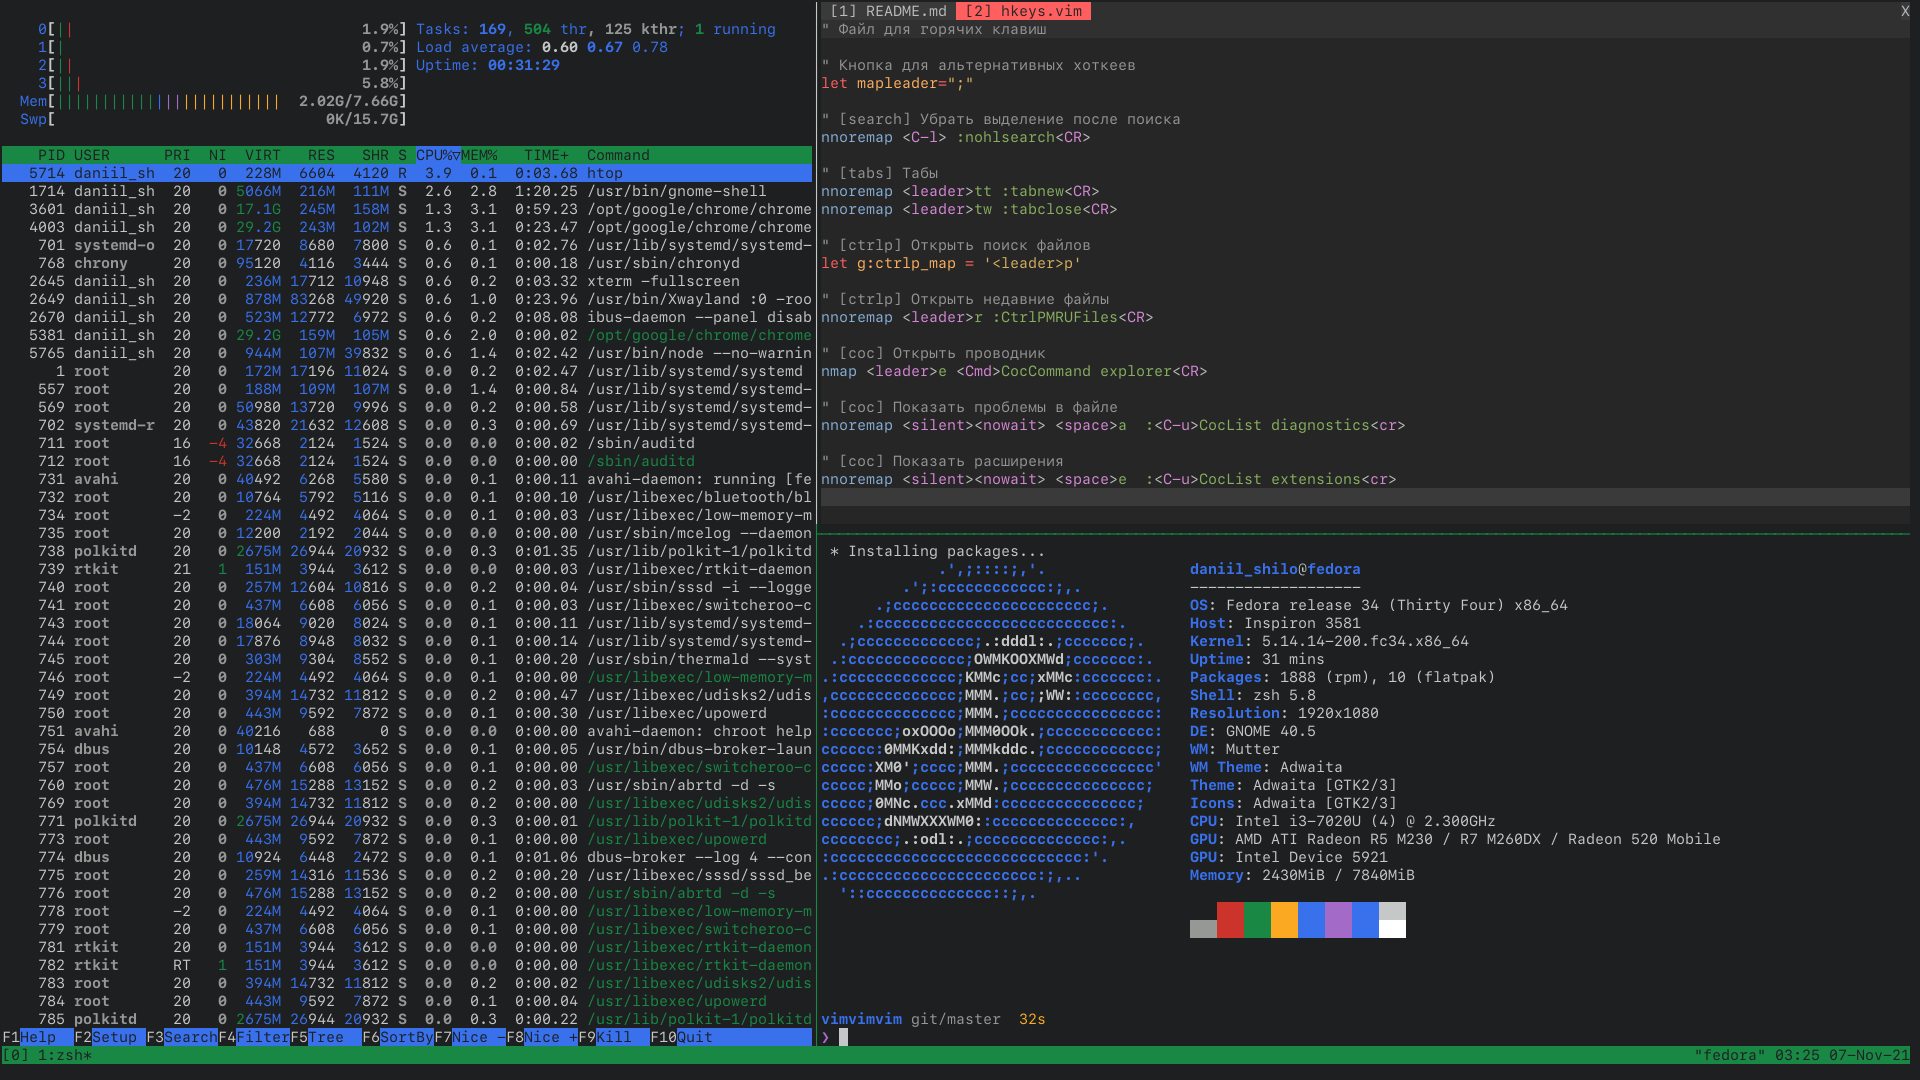 0[||                                1.9%]
1[|                                 0.7%]
2[||                                1.9%]
3[|||                               5.8%]
Mem[|||||||||||||||||||||||||  2.02G/7.66G]
Swp[                              0K/15.7G]
Tasks: 169, 504 thr, 125 kthr; 1 running
Load average: 0.60 0.67 0.78
Uptime: 00:31:29
PID USER PRI NI VIRT RES SHR S CPU%▽MEM% TIME+ Command
5714 daniil_sh 20 0 228M 6604 4120 R 3.9 0.1 0:03.68 htop
1714 daniil_sh 20 0 5066M 216M 111M S 2.6 2.8 1:20.25 /usr/bin/gnome-shell
3601 daniil_sh 20 0 17.1G 245M 158M S 1.3 3.1 0:59.23 /opt/google/chrome/chrome
4003 daniil_sh 20 0 29.2G 243M 102M S 1.3 3.1 0:23.47 /opt/google/chrome/chrome
701 systemd-o 20 0 17720 8680 7800 S 0.6 0.1 0:02.76 /usr/lib/systemd/systemd-
768 chrony 20 0 95120 4116 3444 S 0.6 0.1 0:00.18 /usr/sbin/chronyd
2645 daniil_sh 20 0 236M 17712 10948 S 0.6 0.2 0:03.32 xterm -fullscreen
2649 daniil_sh 20 0 878M 83268 49920 S 0.6 1.0 0:23.96 /usr/bin/Xwayland :0 -roo
2670 daniil_sh 20 0 523M 12772 6972 S 0.6 0.2 0:08.08 ibus-daemon --panel disab
5381 daniil_sh 20 0 29.2G 159M 105M S 0.6 2.0 0:00.02 /opt/google/chrome/chrome
5765 daniil_sh 20 0 944M 107M 39832 S 0.6 1.4 0:02.42 /usr/bin/node --no-warnin
1 root 20 0 172M 17196 11024 S 0.0 0.2 0:02.47 /usr/lib/systemd/systemd
557 root 20 0 188M 109M 107M S 0.0 1.4 0:00.84 /usr/lib/systemd/systemd-
569 root 20 0 50980 13720 9996 S 0.0 0.2 0:00.58 /usr/lib/systemd/systemd-
702 systemd-r 20 0 43820 21632 12608 S 0.0 0.3 0:00.69 /usr/lib/systemd/systemd-
711 root 16 -4 32668 2124 1524 S 0.0 0.0 0:00.02 /sbin/auditd
712 root 16 -4 32668 2124 1524 S 0.0 0.0 0:00.00 /sbin/auditd
731 avahi 20 0 40492 6268 5580 S 0.0 0.1 0:00.11 avahi-daemon: running [fe
732 root 20 0 10764 5792 5116 S 0.0 0.1 0:00.10 /usr/libexec/bluetooth/bl
734 root -2 0 224M 4492 4064 S 0.0 0.1 0:00.03 /usr/libexec/low-memory-m
735 root 20 0 12200 2192 2044 S 0.0 0.0 0:00.00 /usr/sbin/mcelog --daemon
738 polkitd 20 0 2675M 26944 20932 S 0.0 0.3 0:01.35 /usr/lib/polkit-1/polkitd
739 rtkit 21 1 151M 3944 3612 S 0.0 0.0 0:00.03 /usr/libexec/rtkit-daemon
740 root 20 0 257M 12604 10816 S 0.0 0.2 0:00.04 /usr/sbin/sssd -i --logge
741 root 20 0 437M 6608 6056 S 0.0 0.1 0:00.03 /usr/libexec/switcheroo-c
743 root 20 0 18064 9020 8024 S 0.0 0.1 0:00.11 /usr/lib/systemd/systemd-
744 root 20 0 17876 8948 8032 S 0.0 0.1 0:00.14 /usr/lib/systemd/systemd-
745 root 20 0 303M 9304 8552 S 0.0 0.1 0:00.20 /usr/sbin/thermald --syst
746 root -2 0 224M 4492 4064 S 0.0 0.1 0:00.00 /usr/libexec/low-memory-m
749 root 20 0 394M 14732 11812 S 0.0 0.2 0:00.47 /usr/libexec/udisks2/udis
750 root 20 0 443M 9592 7872 S 0.0 0.1 0:00.30 /usr/libexec/upowerd
751 avahi 20 0 40216 688 0 S 0.0 0.0 0:00.00 avahi-daemon: chroot help
754 dbus 20 0 10148 4572 3652 S 0.0 0.1 0:00.05 /usr/bin/dbus-broker-laun
757 root 20 0 437M 6608 6056 S 0.0 0.1 0:00.00 /usr/libexec/switcheroo-c
760 root 20 0 476M 15288 13152 S 0.0 0.2 0:00.03 /usr/sbin/abrtd -d -s
769 root 20 0 394M 14732 11812 S 0.0 0.2 0:00.00 /usr/libexec/udisks2/udis
771 polkitd 20 0 2675M 26944 20932 S 0.0 0.3 0:00.01 /usr/lib/polkit-1/polkitd
773 root 20 0 443M 9592 7872 S 0.0 0.1 0:00.00 /usr/libexec/upowerd
774 dbus 20 0 10924 6448 2472 S 0.0 0.1 0:01.06 dbus-broker --log 4 --con
775 root 20 0 259M 14316 11536 S 0.0 0.2 0:00.20 /usr/libexec/sssd/sssd_be
776 root 20 0 476M 15288 13152 S 0.0 0.2 0:00.00 /usr/sbin/abrtd -d -s
778 root -2 0 224M 4492 4064 S 0.0 0.1 0:00.00 /usr/libexec/low-memory-m
779 root 20 0 437M 6608 6056 S 0.0 0.1 0:00.00 /usr/libexec/switcheroo-c
781 rtkit 20 0 151M 3944 3612 S 0.0 0.0 0:00.00 /usr/libexec/rtkit-daemon
782 rtkit RT 1 151M 3944 3612 S 0.0 0.0 0:00.00 /usr/libexec/rtkit-daemon
783 root 20 0 394M 14732 11812 S 0.0 0.2 0:00.02 /usr/libexec/udisks2/udis
784 root 20 0 443M 9592 7872 S 0.0 0.1 0:00.04 /usr/libexec/upowerd
785 polkitd 20 0 2675M 26944 20932 S 0.0 0.3 0:00.22 /usr/lib/polkit-1/polkitd
F1Help F2Setup F3SearchF4FilterF5Tree F6SortByF7Nice -F8Nice +F9Kill F10Quit
[1] README.md [2] hkeys.vim X
" Файл для горячих клавиш
" Кнопка для альтернативных хоткеев
let mapleader=";"
" [search] Убрать выделение после поиска
nnoremap <C-l> :nohlsearch<CR>
" [tabs] Табы
nnoremap <leader>tt :tabnew<CR>
nnoremap <leader>tw :tabclose<CR>
" [ctrlp] Открыть поиск файлов
let g:ctrlp_map = '<leader>p'
" [ctrlp] Открыть недавние файлы
nnoremap <leader>r :CtrlPMRUFiles<CR>
" [coc] Открыть проводник
nmap <leader>e <Cmd>CocCommand explorer<CR>
" [coc] Показать проблемы в файле
nnoremap <silent><nowait> <space>a  :<C-u>CocList diagnostics<cr>
" [coc] Показать расширения
nnoremap <silent><nowait> <space>e  :<C-u>CocList extensions<cr>
* Installing packages...
             .',;::::;,'.
         .';:cccccccccccc:;,.
      .;cccccccccccccccccccccc;.
    .:cccccccccccccccccccccccccc:.
  .;ccccccccccccc;.:dddl:.;ccccccc;.
 .:ccccccccccccc;OWMKOOXMWd;ccccccc:.
.:ccccccccccccc;KMMc;cc;xMMc:ccccccc:.
,cccccccccccccc;MMM.;cc;;WW::cccccccc,
:cccccccccccccc;MMM.;cccccccccccccccc:
:ccccccc;oxOOOo;MMM0OOk.;cccccccccccc:
cccccc:0MMKxdd:;MMMkddc.;cccccccccccc;
ccccc:XM0';cccc;MMM.;cccccccccccccccc'
ccccc;MMo;ccccc;MMW.;ccccccccccccccc;
ccccc;0MNc.ccc.xMMd:ccccccccccccccc;
cccccc;dNMWXXXWM0::cccccccccccccc:,
cccccccc;.:odl:.;cccccccccccccc:,.
:cccccccccccccccccccccccccccc:'.
.:cccccccccccccccccccccc:;,..
  '::cccccccccccccc::;,.
daniil_shilo@fedora
-------------------
OS: Fedora release 34 (Thirty Four) x86_64
Host: Inspiron 3581
Kernel: 5.14.14-200.fc34.x86_64
Uptime: 31 mins
Packages: 1888 (rpm), 10 (flatpak)
Shell: zsh 5.8
Resolution: 1920x1080
DE: GNOME 40.5
WM: Mutter
WM Theme: Adwaita
Theme: Adwaita [GTK2/3]
Icons: Adwaita [GTK2/3]
CPU: Intel i3-7020U (4) @ 2.300GHz
GPU: AMD ATI Radeon R5 M230 / R7 M260DX / Radeon 520 Mobile
GPU: Intel Device 5921
Memory: 2430MiB / 7840MiB
vimvimvim git/master 32s
❯
[0] 1:zsh* "fedora" 03:25 07-Nov-21